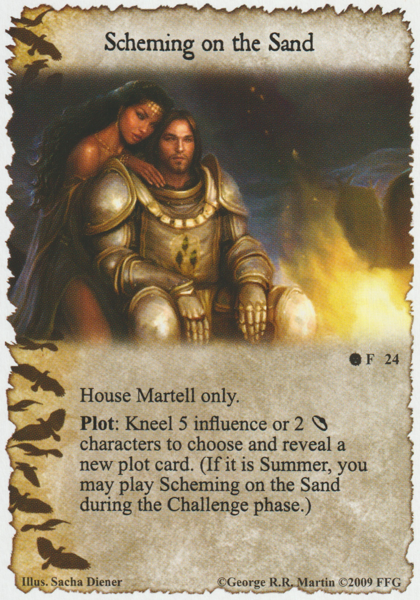 Scheming on the Sand
F 24
House Martell only.
Plot: Kneel 5 influence or 2
characters to choose and reveal a
new plot card. (If it is Summer, you
may play Scheming on the Sand
during the Challenge phase.)
Illus. Sacha Diener ©George R.R. Martin ©2009 FFG